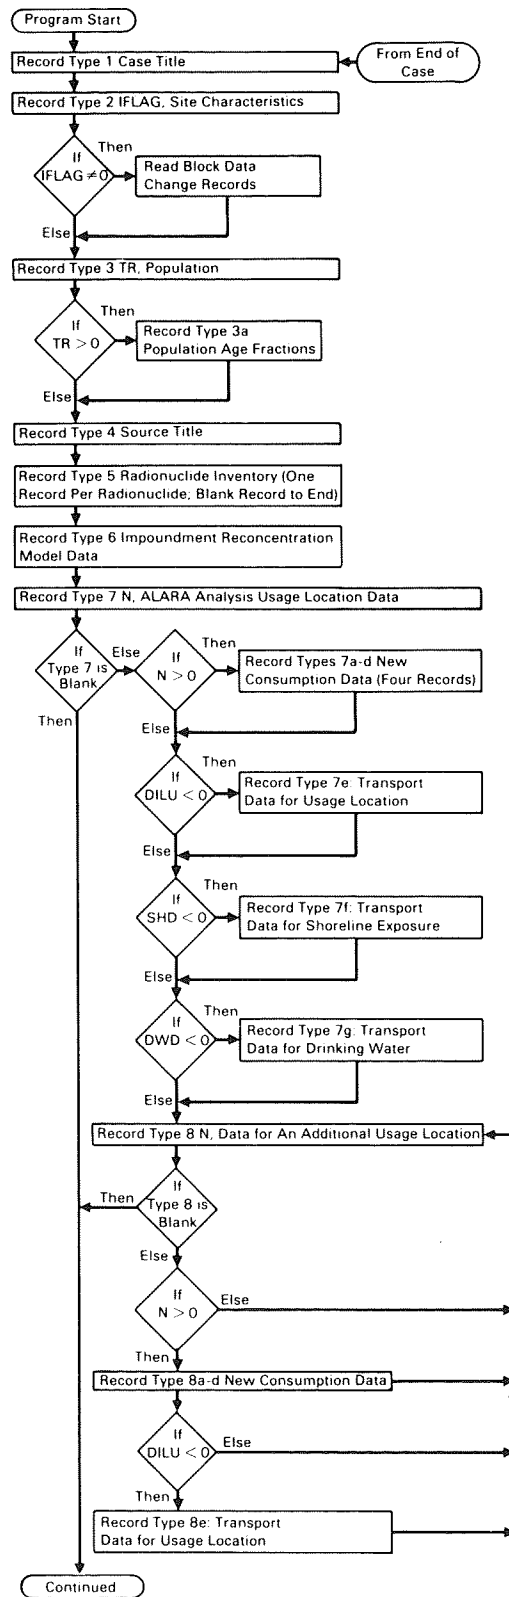 Program Start
Record Type 1 Case Title
From End of
Case
Record Type 2 IFLAG, Site Characteristics
If
IFLAG ≠ 0
Then
Read Block Data
Change Records
Else
Record Type 3 TR, Population
If
TR > 0
Then
Record Type 3a
Population Age Fractions
Else
Record Type 4 Source Title
Record Type 5 Radionuclide Inventory (One
Record Per Radionuclide; Blank Record to End)
Record Type 6 Impoundment Reconcentration
Model Data
Record Type 7 N, ALARA Analysis Usage Location Data
If
Type 7 is
Blank
Else
Then
If
N > 0
Then
Record Types 7a-d New
Consumption Data (Four Records)
Else
If
DILU < 0
Then
Record Type 7e: Transport
Data for Usage Location
Else
If
SHD < 0
Then
Record Type 7f: Transport
Data for Shoreline Exposure
Else
If
DWD < 0
Then
Record Type 7g: Transport
Data for Drinking Water
Else
Record Type 8 N, Data for An Additional Usage Location
If
Type 8 is
Blank
Then
Else
If
N > 0
Else
Then
Record Type 8a-d New Consumption Data
If
DILU < 0
Else
Then
Record Type 8e: Transport
Data for Usage Location
Continued